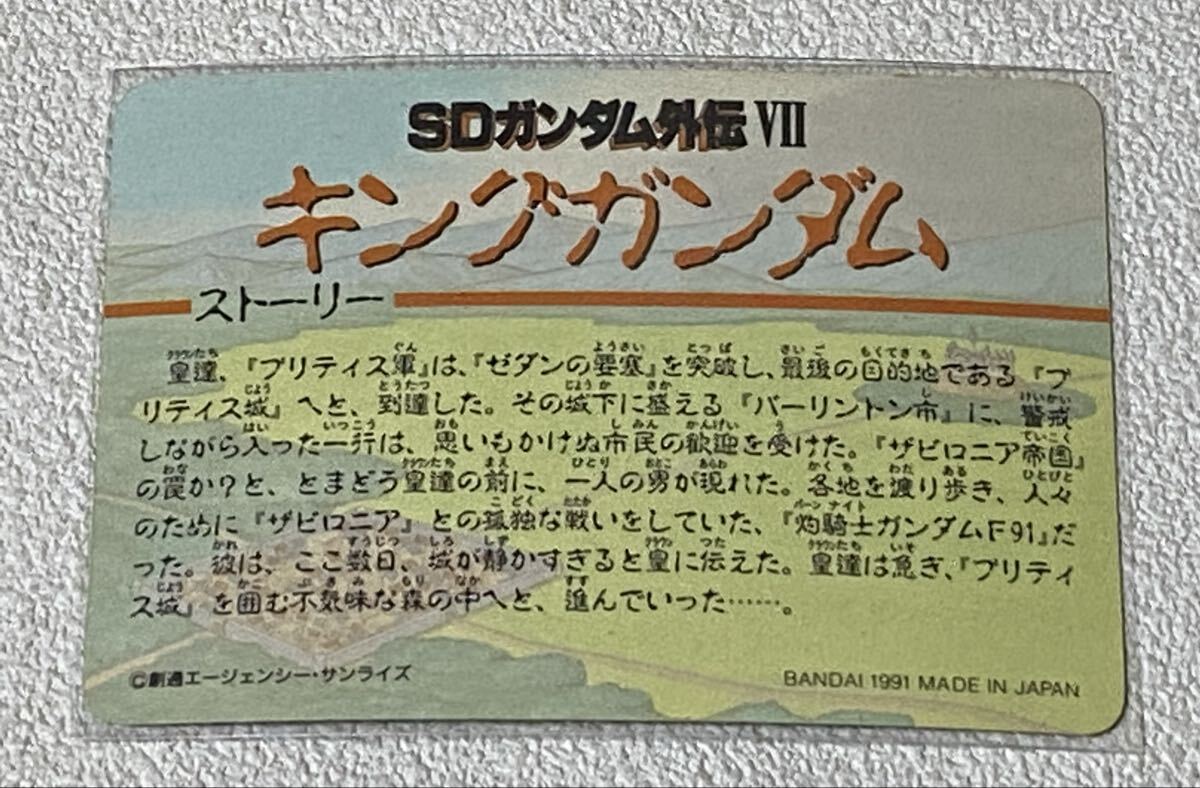 SDガンダム外伝 VII
キングガンダム
ストーリー
皇達、『ブリティス軍』は、『ゼダンの要塞』を突破し、最後の目的地である『ブ
リティス城』へと、到達した。その城下に盛える『バーリントン市』に、警戒
しながら入った一行は、思いもかけぬ市民の歓迎を受けた。『ザビロニア帝国』
の罠か?と、とまどう皇達の前に、一人の男が現れた。各地を渡り歩き、人々
のために『ザビロニア』との孤独な戦いをしていた、『灼騎士ガンダムF91』だ
った。彼は、ここ数日、城が静かすぎると皇に伝えた。皇達は急ぎ、『ブリティ
ス城』を囲む不気味な森の中へと、進んでいった……。
©創通エージェンシー・サンライズ
BANDAI 1991 MADE IN JAPAN